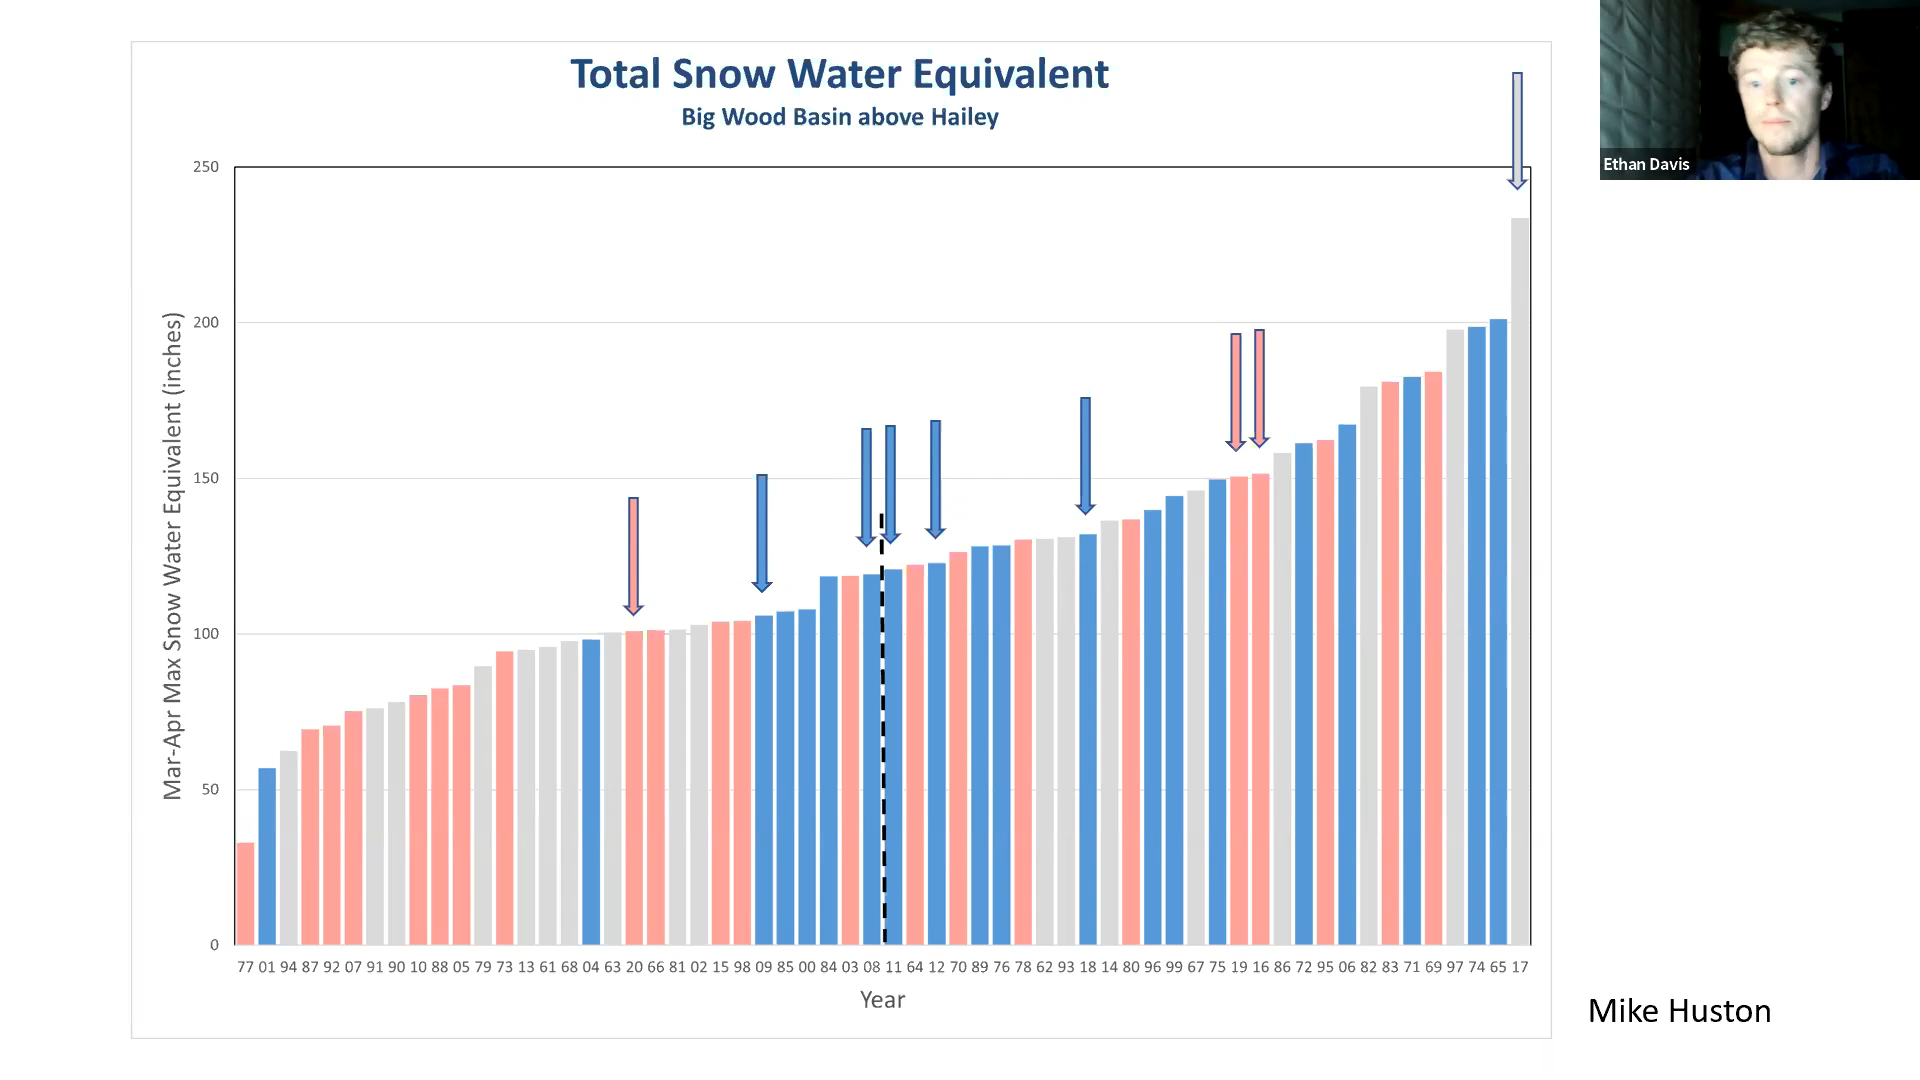 Total Snow Water Equivalent
Big Wood Basin above Hailey
Ethan Davis
Mar-Apr Max Snow Water Equivalent (inches)
250
200
150
100
50
0
77 01 94 87 92 07 91 90 10 88 05 79 73 13 61 68 04 63 20 66 81 02 15 98 09 85 00 84 03 08 11 64 12 70 89 76 78 62 93 18 14 80 96 99 67 75 19 16 86 72 95 06 82 83 71 69 97 74 65 17
Year
Mike Huston